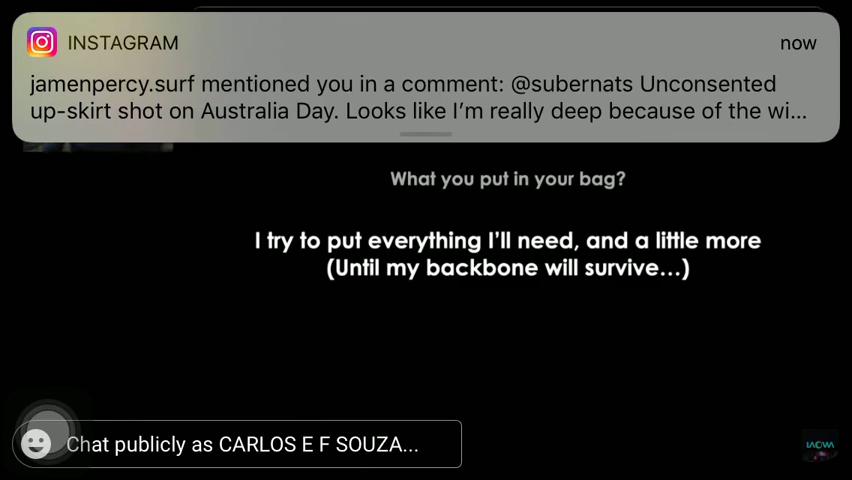 INSTAGRAM
now
jamenpercy.surf mentioned you in a comment: @subernats Unconsented
up-skirt shot on Australia Day. Looks like I’m really deep because of the wi...
What you put in your bag?
I try to put everything I’ll need, and a little more
(Until my backbone will survive...)
Chat publicly as CARLOS E F SOUZA...
LAOWA